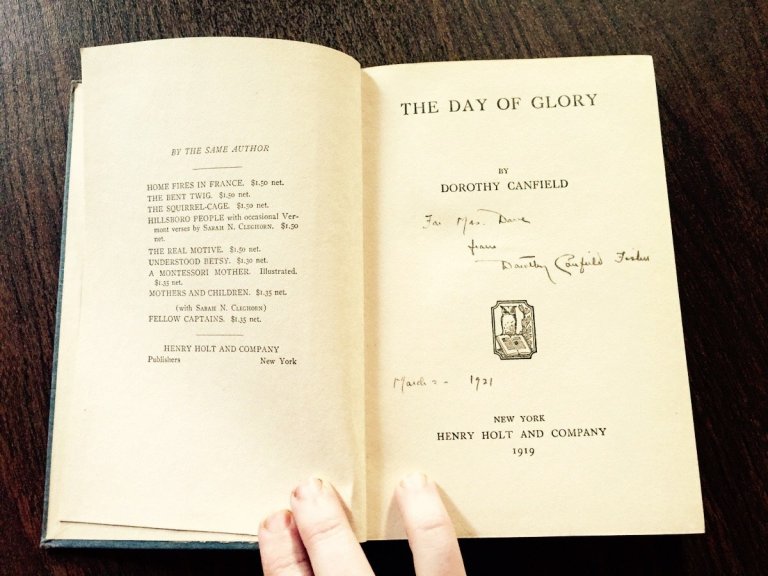 BY THE SAME AUTHOR
HOME FIRES IN FRANCE. $1.50 net.
THE BENT TWIG. $1.50 net.
THE SQUIRREL-CAGE. $1.50 net.
HILLSBORO PEOPLE with occasional Ver-
mont verses by SARAH N. CLEGHORN. $1.50
net.
THE REAL MOTIVE. $1.50 net.
UNDERSTOOD BETSY. $1.30 net.
A MONTESSORI MOTHER. Illustrated.
$1.35 net.
MOTHERS AND CHILDREN. $1.35 net.
(with SARAH N. CLEGHORN)
FELLOW CAPTAINS. $1.35 net.
HENRY HOLT AND COMPANY
Publishers New York
THE DAY OF GLORY
BY
DOROTHY CANFIELD
For Mrs.
from
Dorothy Canfield Fisher
March 2 - 1921
NEW YORK
HENRY HOLT AND COMPANY
1919